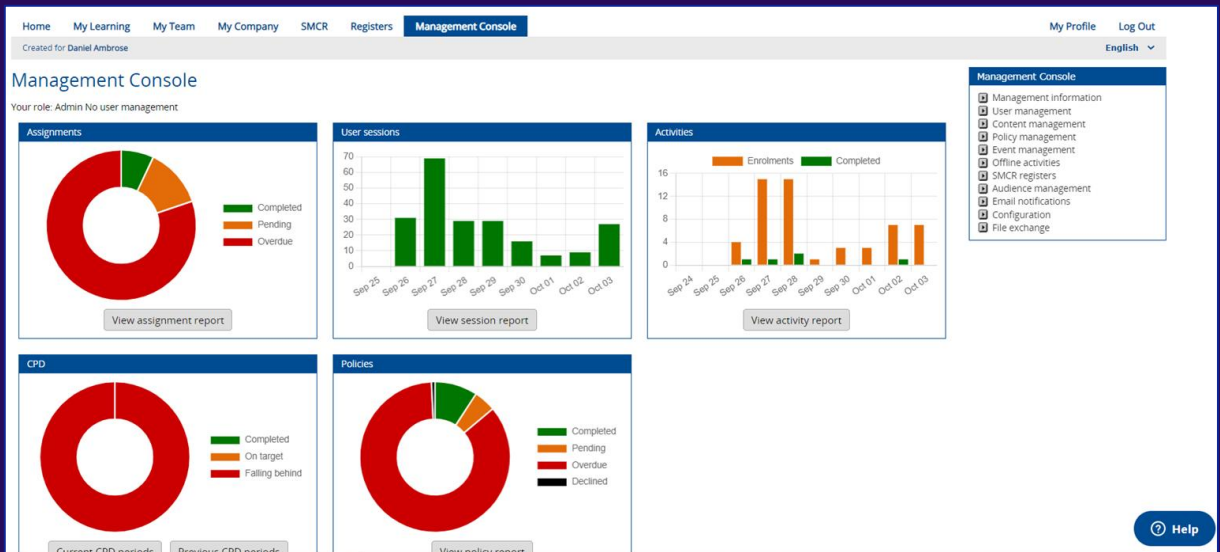 Home My Learning My Team My Company SMCR Registers Management Console My Profile Log Out
Created for Daniel Ambrose English
Management Console
Your role: Admin No user management
Assignments
Completed
Pending
Overdue
View assignment report
User sessions
70
60
50
40
30
20
10
0
Sep 25 Sep 26 Sep 27 Sep 28 Sep 29 Sep 30 Oct 01 Oct 02 Oct 03
View session report
Activities
Enrolments Completed
16
12
8
4
0
Sep 24 Sep 25 Sep 26 Sep 27 Sep 28 Sep 29 Sep 30 Oct 01 Oct 02 Oct 03
View activity report
Management Console
Management information
User management
Content management
Policy management
Event management
Offline activities
SMCR registers
Audience management
Email notifications
Configuration
File exchange
CPD
Completed
On target
Falling behind
Current CPD periods Previous CPD periods
Policies
Completed
Pending
Overdue
Declined
View policy report
Help